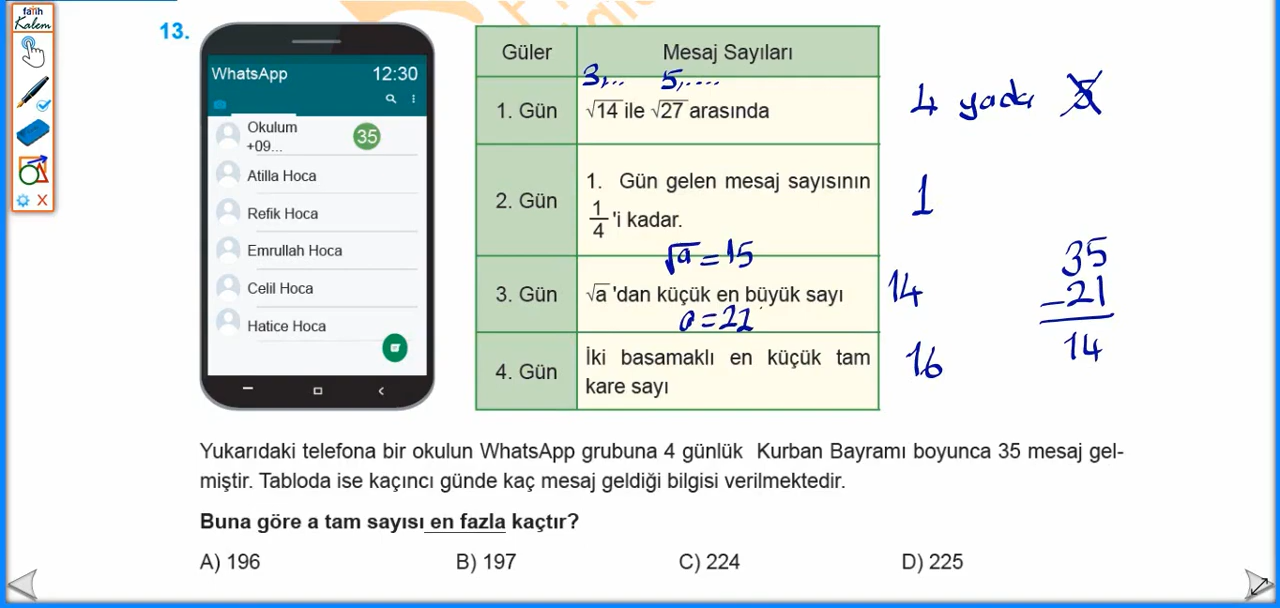 fatih
Kalem
13.
WhatsApp 12:30
Okulum
+09...
35
Atilla Hoca
Refik Hoca
Emrullah Hoca
Celil Hoca
Hatice Hoca
Güler Mesaj Sayıları
3,.. 5,....
1. Gün √14 ile √27 arasında
4 yada 5
2. Gün 1. Gün gelen mesaj sayısının
1/4 'i kadar.
1
√a = 15
3. Gün √a 'dan küçük en büyük sayı
14
a = 22
4. Gün İki basamaklı en küçük tam
kare sayı
16
35
-21
14
Yukarıdaki telefona bir okulun WhatsApp grubuna 4 günlük Kurban Bayramı boyunca 35 mesaj gel-
miştir. Tabloda ise kaçıncı günde kaç mesaj geldiği bilgisi verilmektedir.
Buna göre a tam sayısı en fazla kaçtır?
A) 196 B) 197 C) 224 D) 225